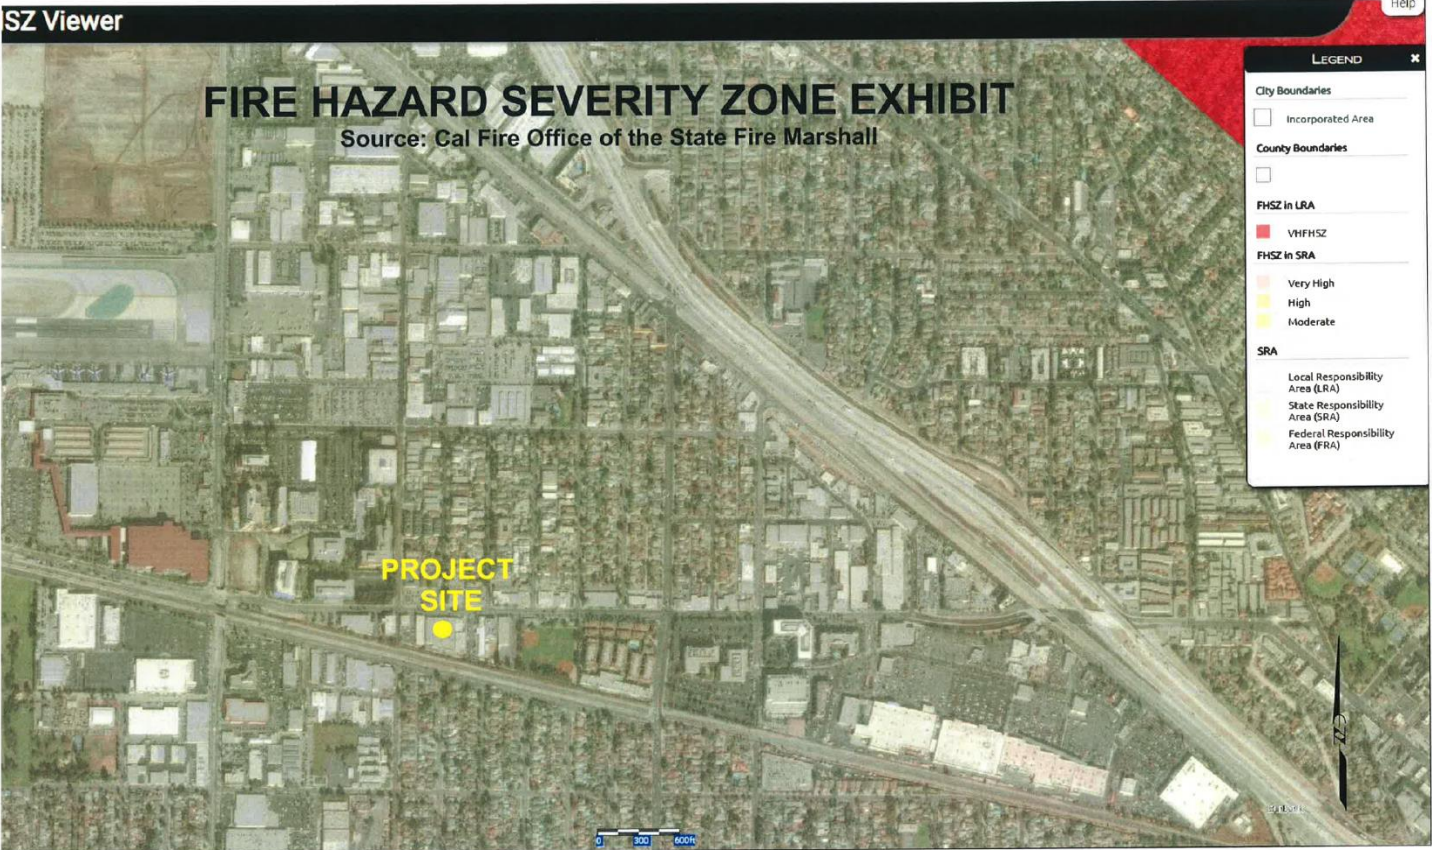 SZ Viewer
Help
FIRE HAZARD SEVERITY ZONE EXHIBIT
Source: Cal Fire Office of the State Fire Marshall
LEGEND
City Boundaries
Incorporated Area
County Boundaries
FHSZ in LRA
VHFHSZ
FHSZ in SRA
Very High
High
Moderate
SRA
Local Responsibility
Area (LRA)
State Responsibility
Area (SRA)
Federal Responsibility
Area (FRA)
PROJECT
SITE
0 300 600ft